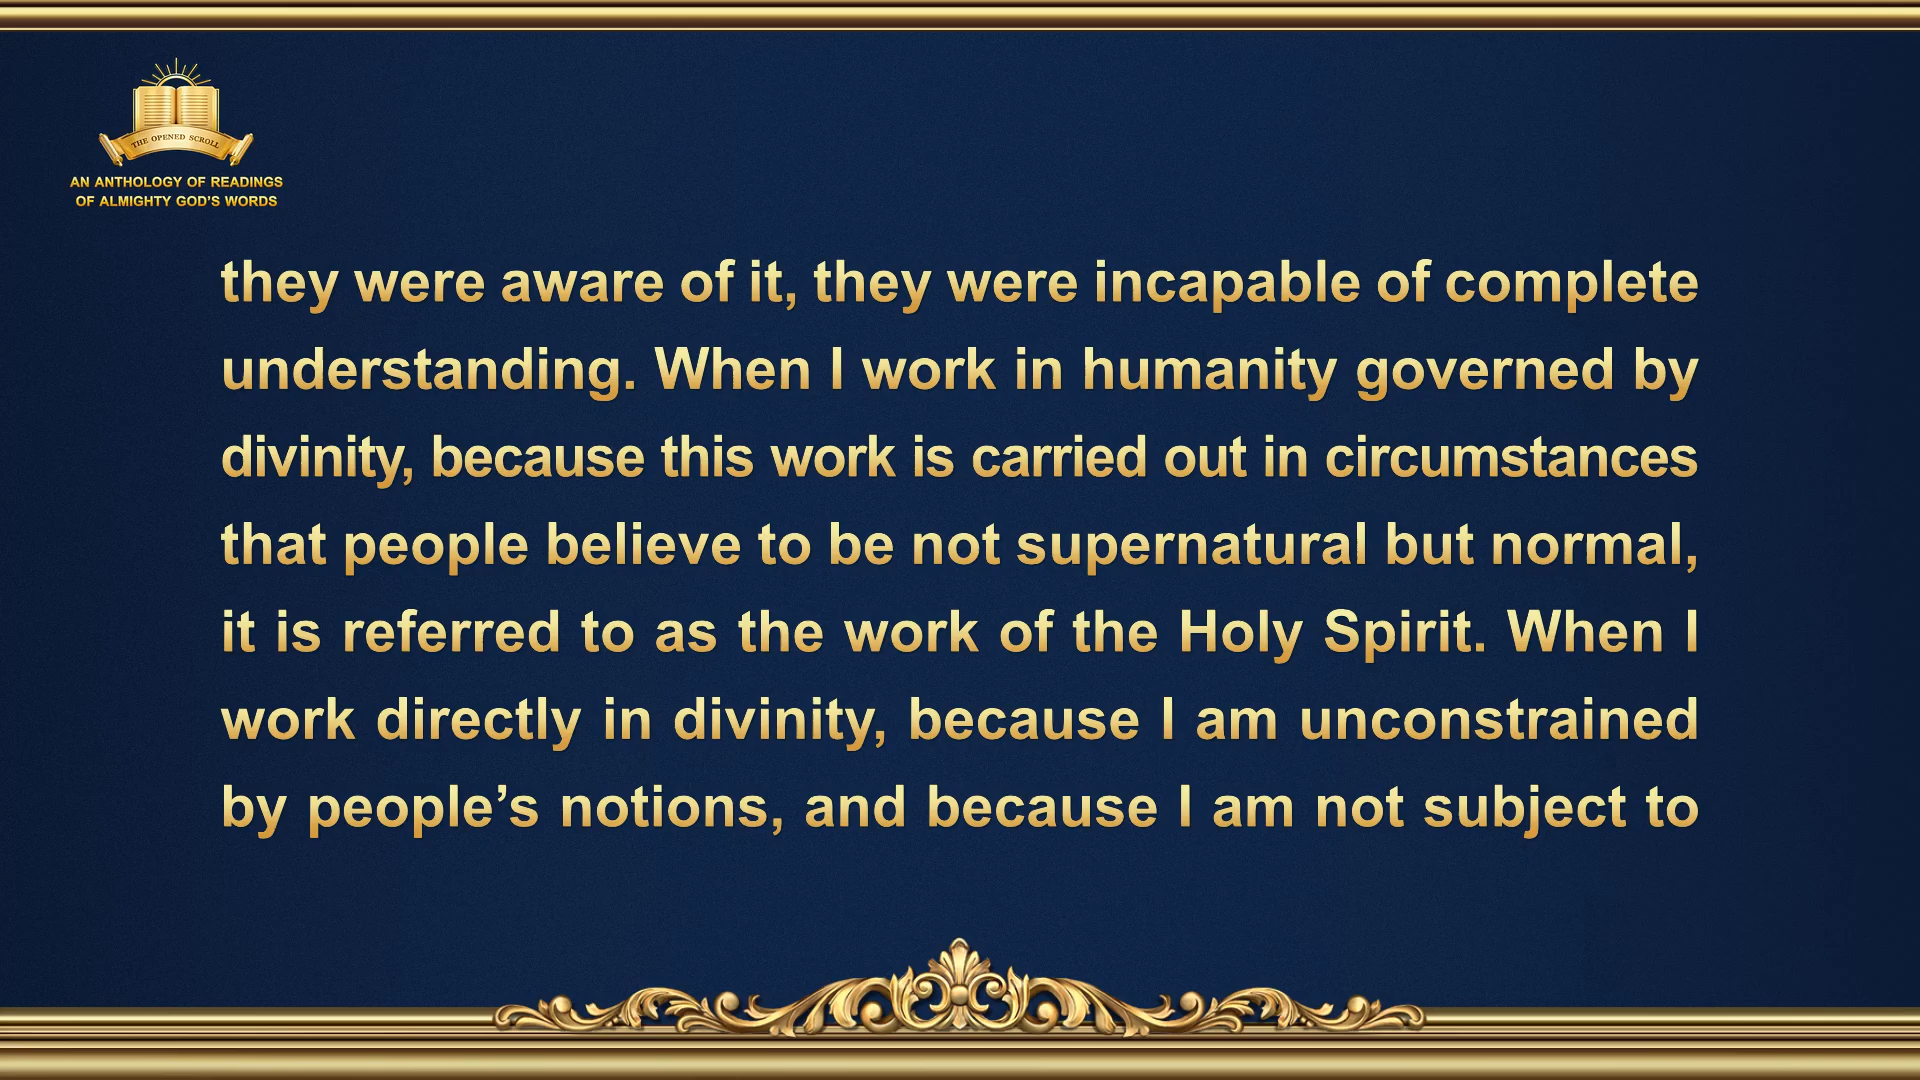 THE OPENED SCROLL
AN ANTHOLOGY OF READINGS
OF ALMIGHTY GOD’S WORDS
they were aware of it, they were incapable of complete
understanding. When I work in humanity governed by
divinity, because this work is carried out in circumstances
that people believe to be not supernatural but normal,
it is referred to as the work of the Holy Spirit. When I
work directly in divinity, because I am unconstrained
by people’s notions, and because I am not subject to